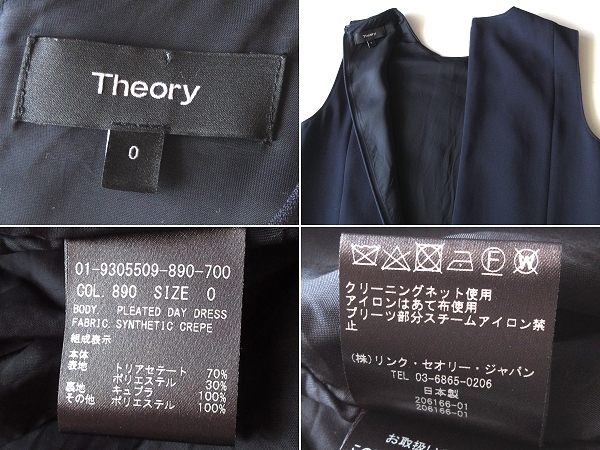 Theory
0
01-9305509-890-700
COL. 890 SIZE 0
BODY. PLEATED DAY DRESS
FABRIC. SYNTHETIC CREPE
組成表示
本体
表地 トリアセテート 70%
ポリエステル 30%
裏地 キュプラ 100%
その他 ポリエステル 100%
クリーニングネット使用
アイロンはあて布使用
プリーツ部分スチームアイロン禁
止
(株)リンク・セオリー・ジャパン
TEL 03-6865-0206
日本製
206166-01
206166-01
お取扱い